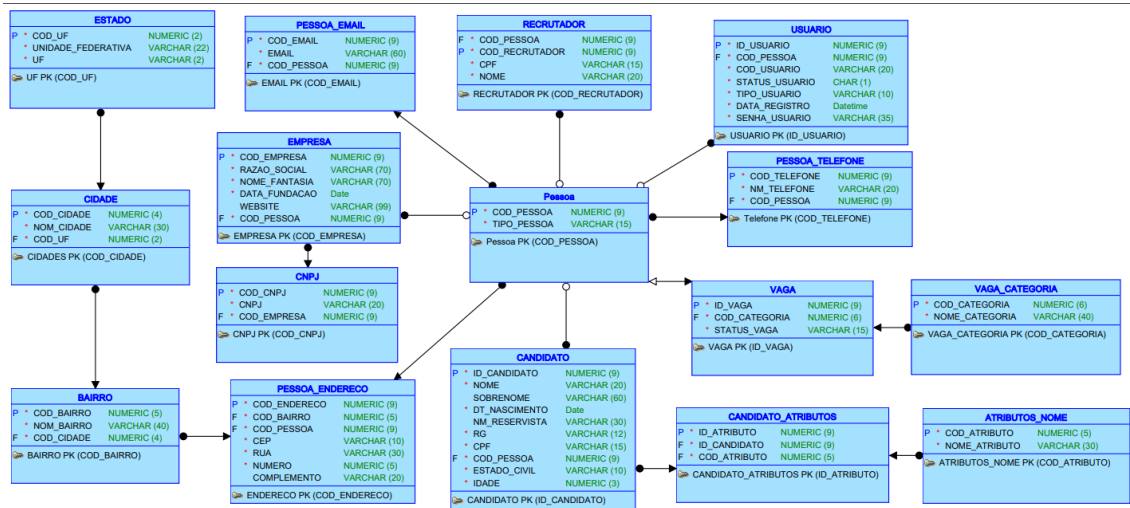 ESTADO
P * COD_UF NUMERIC (2)
* UNIDADE_FEDERATIVA VARCHAR (22)
* UF VARCHAR (2)
UF PK (COD_UF)
PESSOA_EMAIL
P * COD_EMAIL NUMERIC (9)
* EMAIL VARCHAR (60)
F * COD_PESSOA NUMERIC (9)
EMAIL PK (COD_EMAIL)
RECRUTADOR
F * COD_PESSOA NUMERIC (9)
P * COD_RECRUTADOR NUMERIC (9)
* CPF VARCHAR (15)
* NOME VARCHAR (20)
RECRUTADOR PK (COD_RECRUTADOR)
USUARIO
P * ID_USUARIO NUMERIC (9)
F * COD_PESSOA NUMERIC (9)
* COD_USUARIO VARCHAR (20)
* STATUS_USUARIO CHAR (1)
* TIPO_USUARIO VARCHAR (10)
* DATA_REGISTRO Datetime
* SENHA_USUARIO VARCHAR (35)
USUARIO PK (ID_USUARIO)
EMPRESA
P * COD_EMPRESA NUMERIC (9)
* RAZAO_SOCIAL VARCHAR (70)
* NOME_FANTASIA VARCHAR (70)
* DATA_FUNDACAO Date
WEBSITE VARCHAR (99)
F * COD_PESSOA NUMERIC (9)
EMPRESA PK (COD_EMPRESA)
PESSOA_TELEFONE
P * COD_TELEFONE NUMERIC (9)
* NM_TELEFONE VARCHAR (20)
F * COD_PESSOA NUMERIC (9)
Telefone PK (COD_TELEFONE)
CIDADE
P * COD_CIDADE NUMERIC (4)
* NOM_CIDADE VARCHAR (30)
F * COD_UF NUMERIC (2)
CIDADES PK (COD_CIDADE)
Pessoa
P * COD_PESSOA NUMERIC (9)
* TIPO_PESSOA VARCHAR (15)
Pessoa PK (COD_PESSOA)
CNPJ
P * COD_CNPJ NUMERIC (9)
* CNPJ VARCHAR (20)
F * COD_EMPRESA NUMERIC (9)
CNPJ PK (COD_CNPJ)
VAGA
P * ID_VAGA NUMERIC (9)
F * COD_CATEGORIA NUMERIC (6)
* STATUS_VAGA VARCHAR (15)
VAGA PK (ID_VAGA)
VAGA_CATEGORIA
P * COD_CATEGORIA NUMERIC (6)
* NOME_CATEGORIA VARCHAR (40)
VAGA_CATEGORIA PK (COD_CATEGORIA)
BAIRRO
P * COD_BAIRRO NUMERIC (5)
* NOM_BAIRRO VARCHAR (40)
F * COD_CIDADE NUMERIC (4)
BAIRRO PK (COD_BAIRRO)
PESSOA_ENDERECO
P * COD_ENDERECO NUMERIC (9)
F * COD_BAIRRO NUMERIC (5)
F * COD_PESSOA NUMERIC (9)
* CEP VARCHAR (10)
* RUA VARCHAR (30)
* NUMERO NUMERIC (5)
COMPLEMENTO VARCHAR (20)
ENDERECO PK (COD_ENDERECO)
CANDIDATO
P * ID_CANDIDATO NUMERIC (9)
* NOME VARCHAR (20)
SOBRENOME VARCHAR (60)
* DT_NASCIMENTO Date
NM_RESERVISTA VARCHAR (30)
* RG VARCHAR (12)
* CPF VARCHAR (15)
F * COD_PESSOA NUMERIC (9)
* ESTADO_CIVIL VARCHAR (10)
* IDADE NUMERIC (3)
CANDIDATO PK (ID_CANDIDATO)
CANDIDATO_ATRIBUTOS
P * ID_ATRIBUTO NUMERIC (9)
F * ID_CANDIDATO NUMERIC (9)
F * COD_ATRIBUTO NUMERIC (5)
CANDIDATO_ATRIBUTOS PK (ID_ATRIBUTO)
ATRIBUTOS_NOME
P * COD_ATRIBUTO NUMERIC (5)
* NOME_ATRIBUTO VARCHAR (30)
ATRIBUTOS_NOME PK (COD_ATRIBUTO)